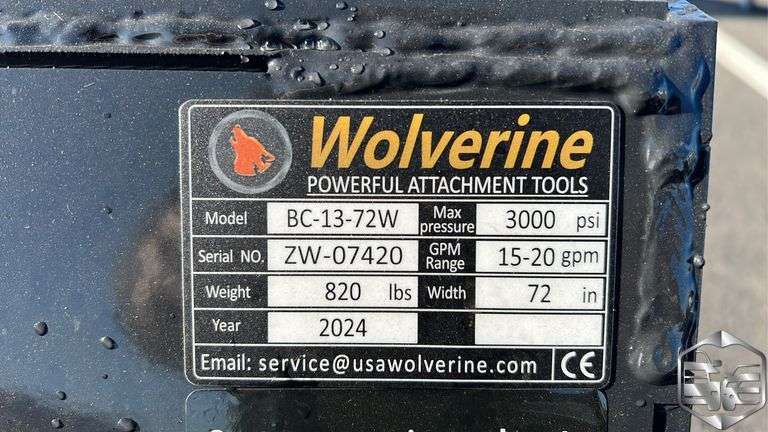 Wolverine
POWERFUL ATTACHMENT TOOLS
Model BC-13-72W Max pressure 3000 psi
Serial NO. ZW-07420 GPM Range 15-20 gpm
Weight 820 lbs Width 72 in
Year 2024
Email: service@usawolverine.com CE